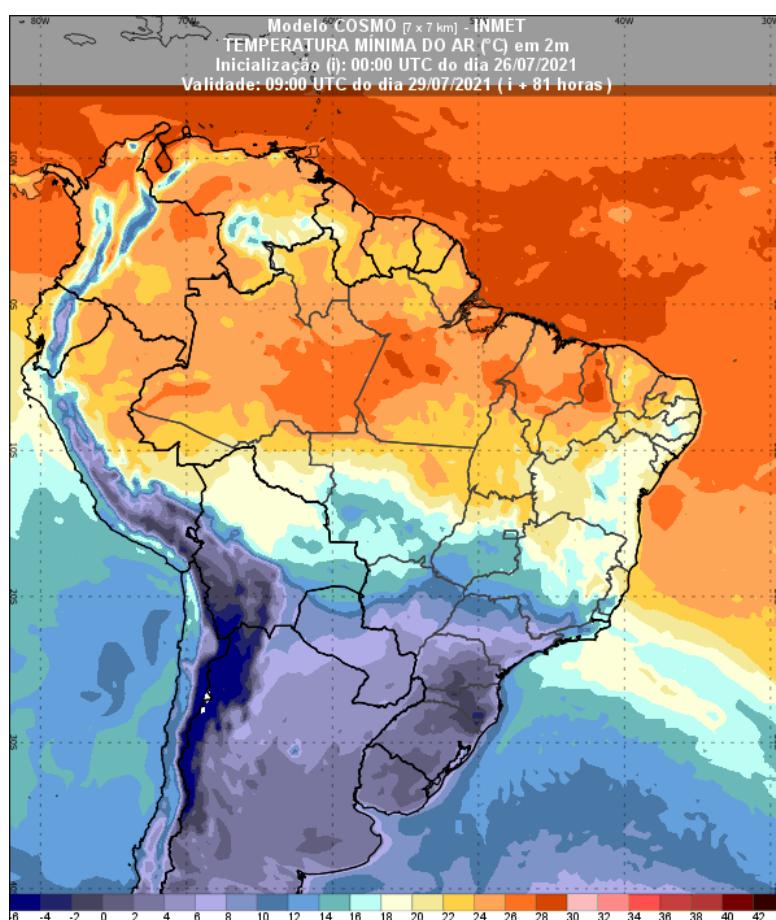 80W 70W 60W 50W 40W 30W
Modelo COSMO [7 x 7 km] - INMET
TEMPERATURA MÍNIMA DO AR (°C) em 2m
Inicialização (i): 00:00 UTC do dia 26/07/2021
Validade: 09:00 UTC do dia 29/07/2021 ( i + 81 horas )
-6 -4 -2 0 2 4 6 8 10 12 14 16 18 20 22 24 26 28 30 32 34 36 38 40 42